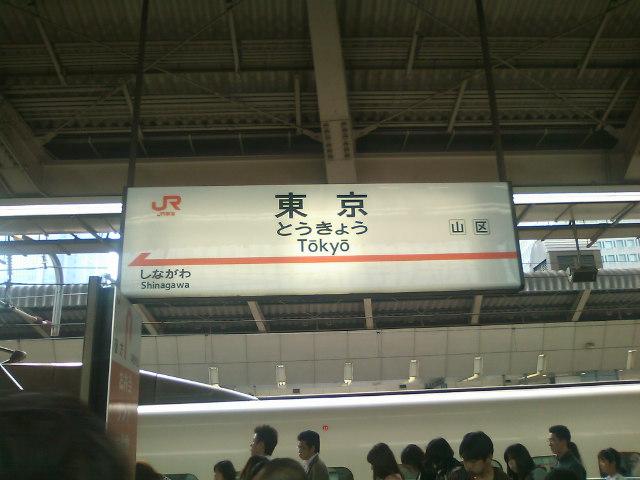 JR
東京
とうきょう
Tōkyō
山 区
しながわ
Shinagawa